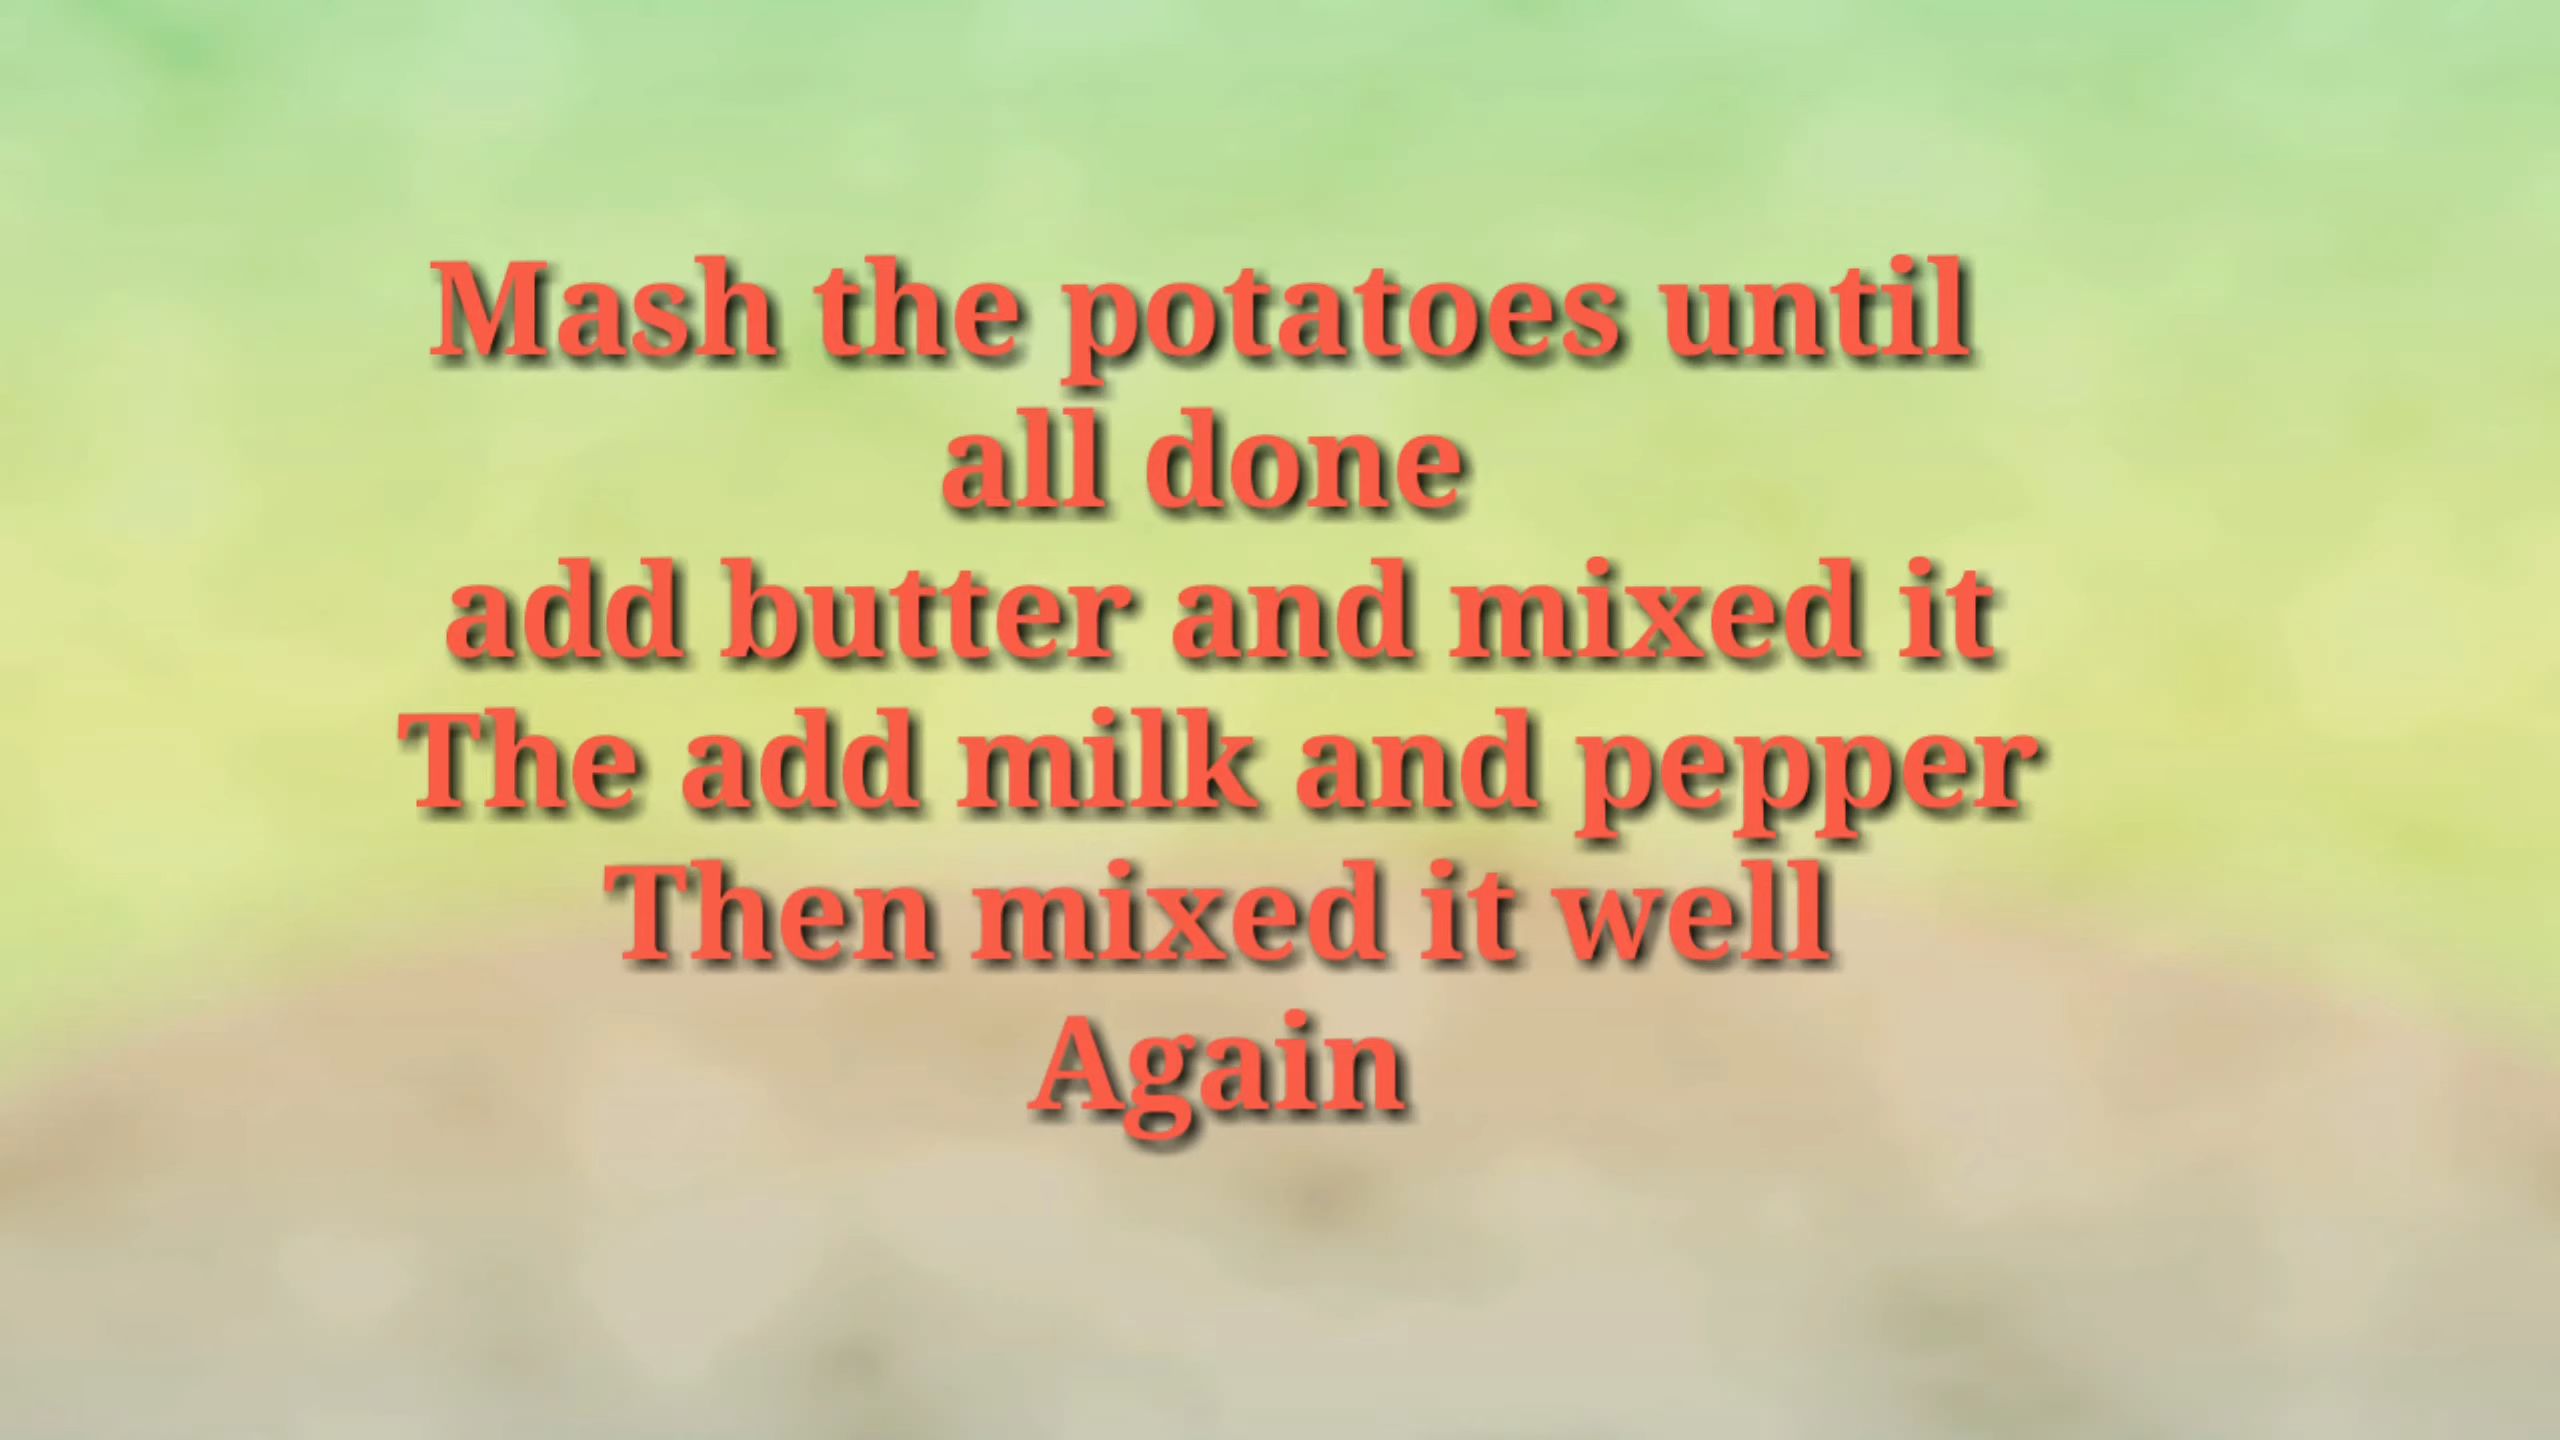 Mash the potatoes until
all done
add butter and mixed it
The add milk and pepper
Then mixed it well
Again